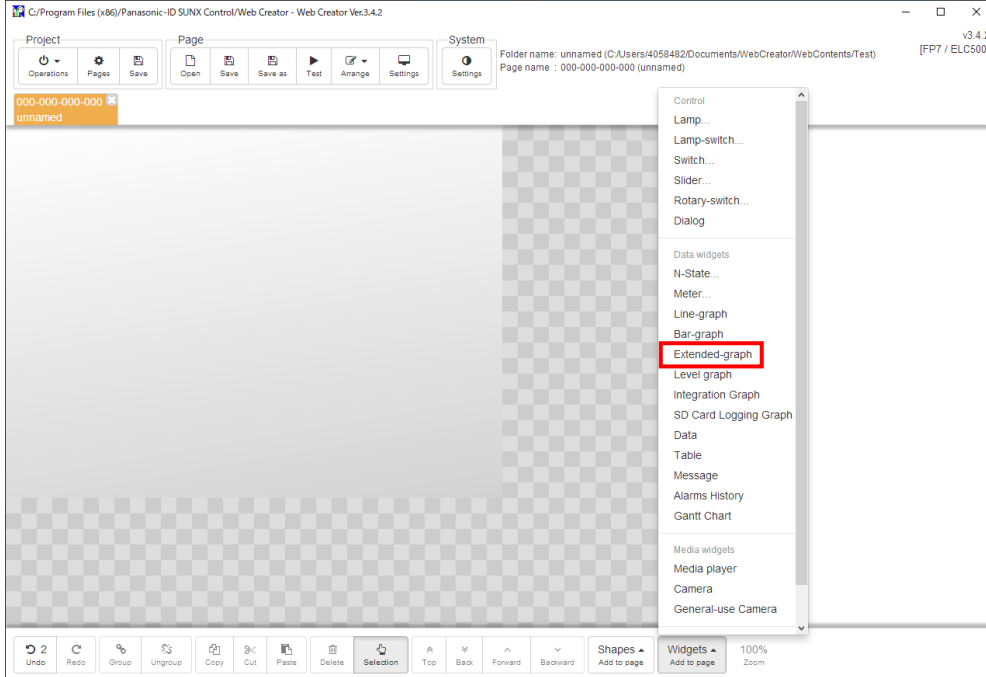 C:/Program Files (x86)/Panasonic-ID SUNX Control/Web Creator - Web Creator Ver.3.4.2
Project
Page
System
Operations
Pages
Save
Open
Save
Save as
Test
Arrange
Settings
Settings
Folder name: unnamed (C:/Users/4058482/Documents/WebCreator/WebContents/Test)
Page name : 000-000-000-000 (unnamed)
v3.4.2
[FP7 / ELC500
000-000-000-000
unnamed
Control
Lamp...
Lamp-switch...
Switch...
Slider...
Rotary-switch...
Dialog
Data widgets
N-State...
Meter...
Line-graph
Bar-graph
Extended-graph
Level graph
Integration Graph
SD Card Logging Graph
Data
Table
Message
Alarms History
Gantt Chart
Media widgets
Media player
Camera
General-use Camera
2
Undo
Redo
Group
Ungroup
Copy
Cut
Paste
Delete
Selection
Top
Back
Forward
Backward
Shapes
Add to page
Widgets
Add to page
100%
Zoom